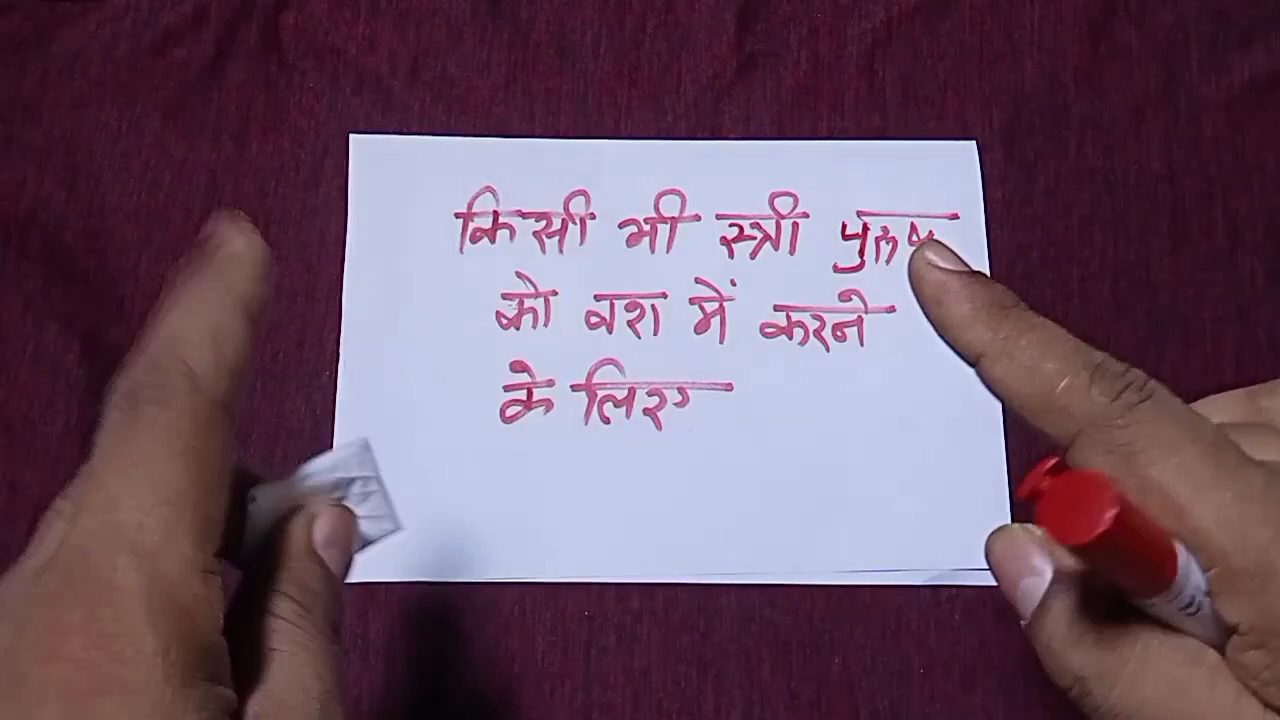 किसी भी स्त्री पुरुष
को वश में करने
के लिए